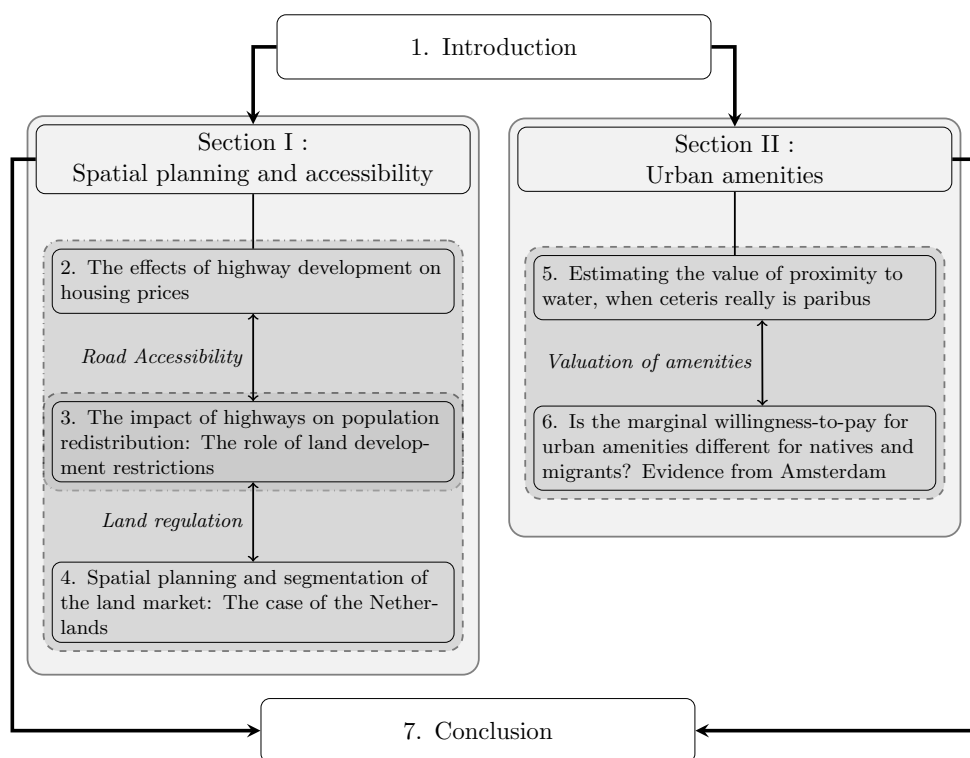 1. Introduction
Section I :
Spatial planning and accessibility
2. The effects of highway development on
housing prices
Road Accessibility
3. The impact of highways on population
redistribution: The role of land develop-
ment restrictions
Land regulation
4. Spatial planning and segmentation of
the land market: The case of the Nether-
lands
Section II :
Urban amenities
5. Estimating the value of proximity to
water, when ceteris really is paribus
Valuation of amenities
6. Is the marginal willingness-to-pay for
urban amenities different for natives and
migrants? Evidence from Amsterdam
7. Conclusion